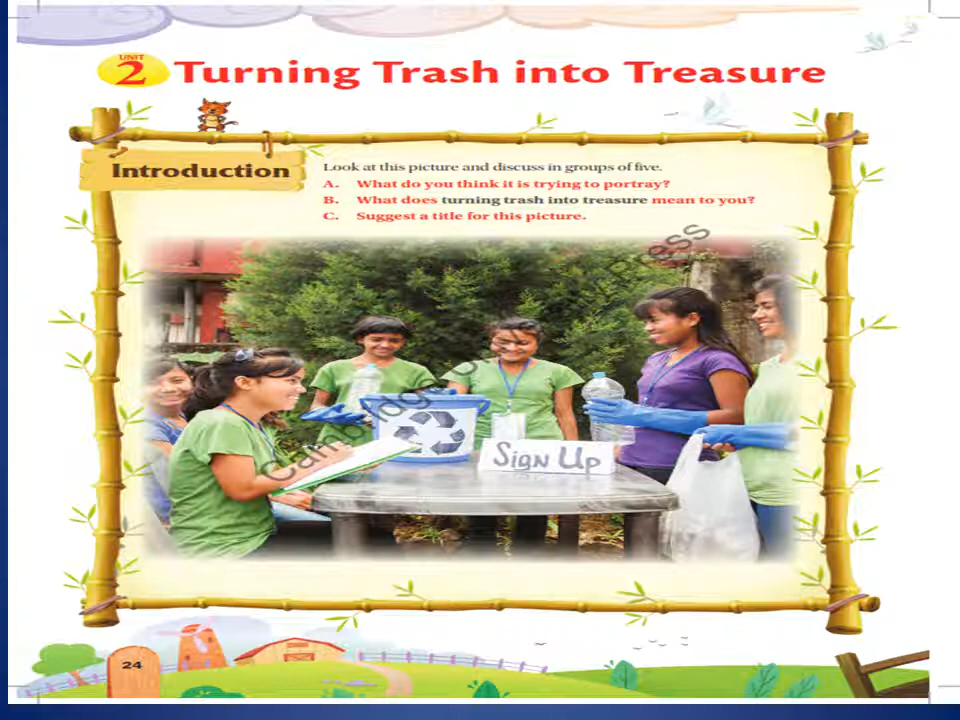 UNIT
2 Turning Trash into Treasure
Introduction
Look at this picture and discuss in groups of five.
A. What do you think it is trying to portray?
B. What does turning trash into treasure mean to you?
C. Suggest a title for this picture.
Sign Up
24